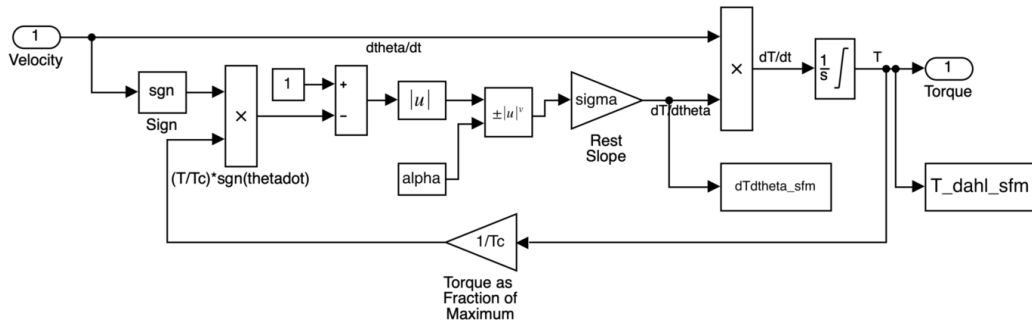 1
Velocity
dtheta/dt
sgn
Sign
×
(T/Tc)*sgn(thetadot)
1
+
−
|u|
alpha
±|u|ᵛ
sigma
Rest
Slope
dT/dtheta
×
dT/dt
1
s
T
1
Torque
dTdtheta_sfm
T_dahl_sfm
1/Tc
Torque as
Fraction of
Maximum